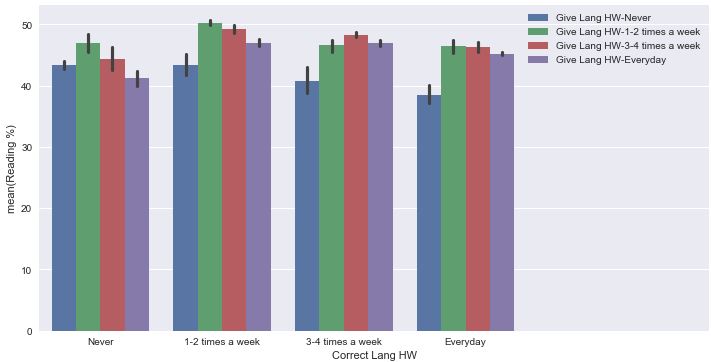 Give Lang HW-Never
Give Lang HW-1-2 times a week
Give Lang HW-3-4 times a week
Give Lang HW-Everyday
mean(Reading %)
50
40
30
20
10
0
Never
1-2 times a week
3-4 times a week
Everyday
Correct Lang HW